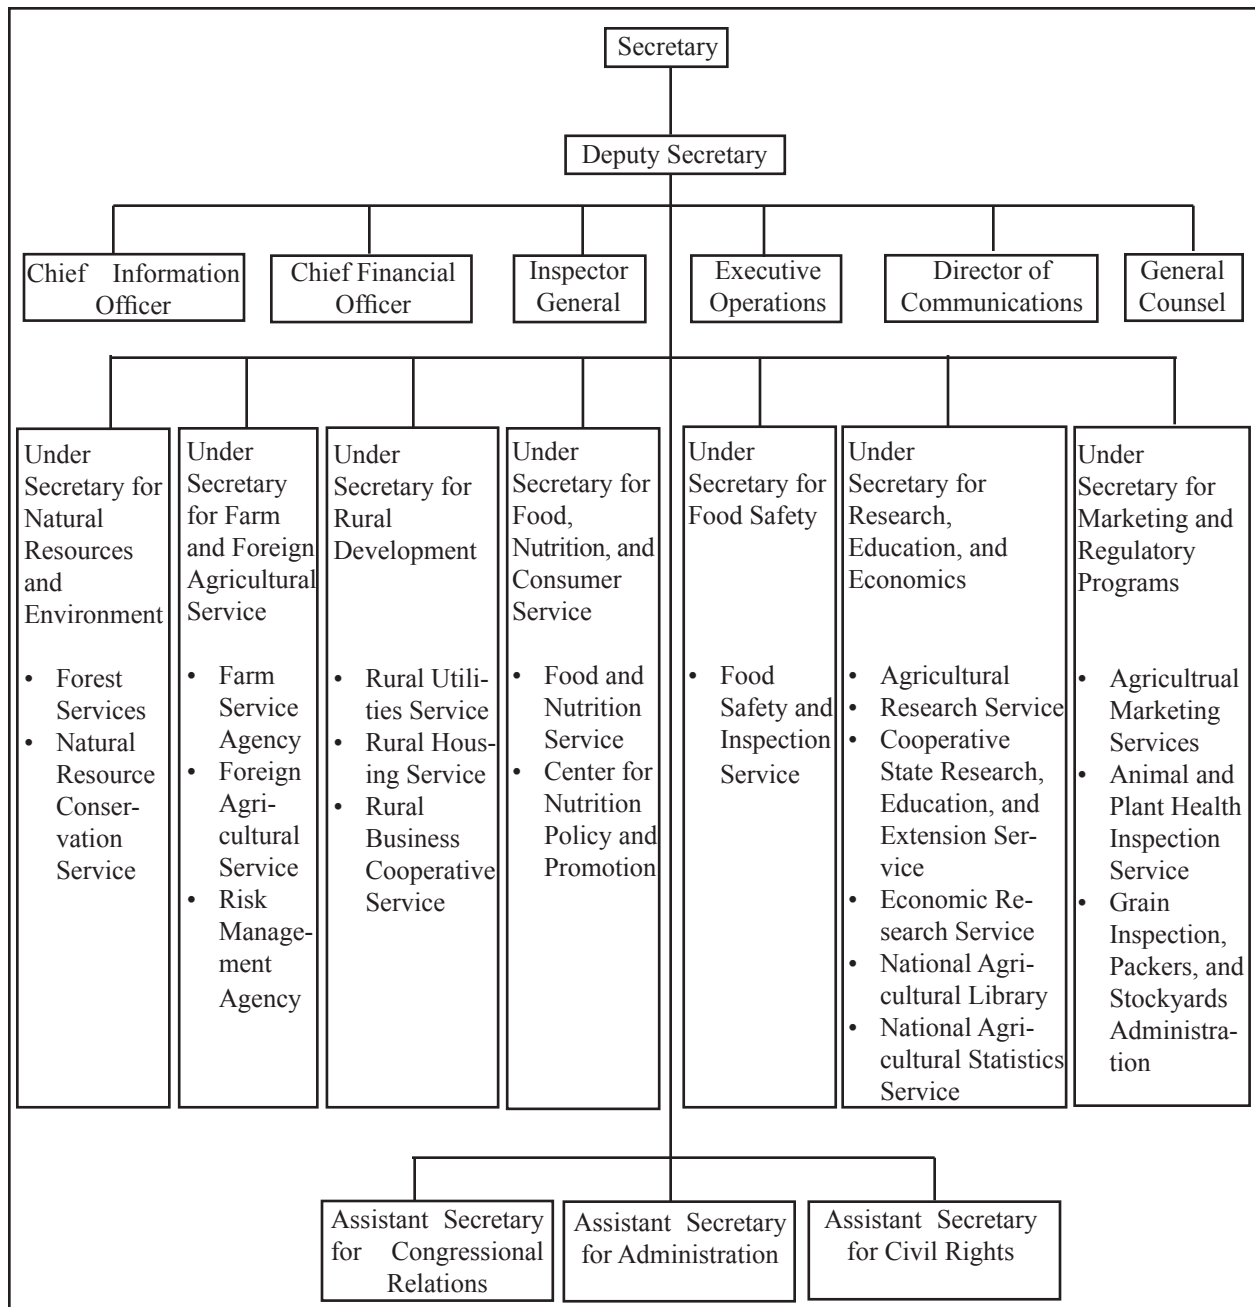 Secretary
Deputy Secretary
Chief Information
Officer
Chief Financial
Officer
Inspector
General
Executive
Operations
Director of
Communications
General
Counsel
Under
Secretary for
Natural
Resources
and
Environment
• Forest
Services
• Natural
Resource
Conser-
vation
Service
Under
Secretary
for Farm
and Foreign
Agricultural
Service
• Farm
Service
Agency
• Foreign
Agri-
cultural
Service
• Risk
Manage-
ment
Agency
Under
Secretary for
Rural
Development
• Rural Utili-
ties Service
• Rural Hous-
ing Service
• Rural
Business
Cooperative
Service
Under
Secretary for
Food,
Nutrition, and
Consumer
Service
• Food and
Nutrition
Service
• Center for
Nutrition
Policy and
Promotion
Under
Secretary for
Food Safety
• Food
Safety and
Inspection
Service
Under
Secretary for
Research,
Education, and
Economics
• Agricultural
• Research Service
• Cooperative
State Research,
Education, and
Extension Ser-
vice
• Economic Re-
search Service
• National Agri-
cultural Library
• National Agri-
cultural Statistics
Service
Under
Secretary for
Marketing and
Regulatory
Programs
• Agricultrual
Marketing
Services
• Animal and
Plant Health
Inspection
Service
• Grain
Inspection,
Packers, and
Stockyards
Administra-
tion
Assistant Secretary
for Congressional
Relations
Assistant Secretary
for Administration
Assistant Secretary
for Civil Rights